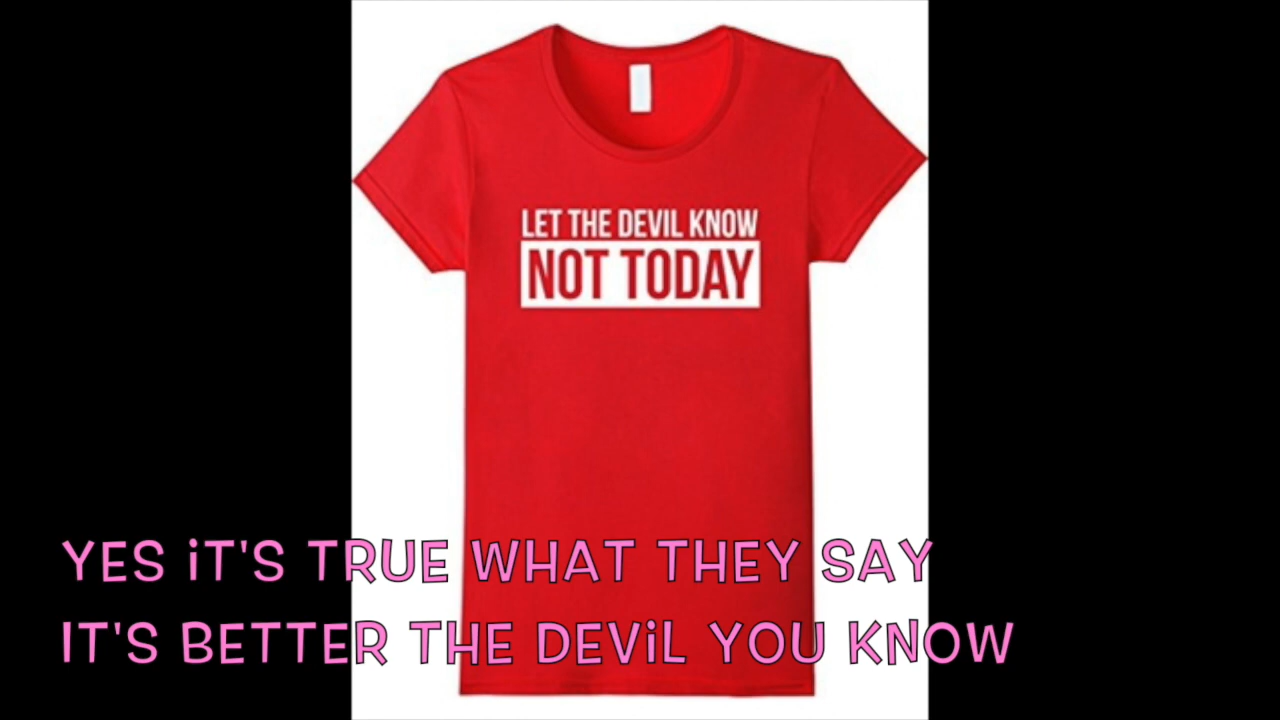 LET THE DEVIL KNOW
NOT TODAY
YES iT'S TRUE WHAT THEY SAY
IT'S BETTER THE DEViL YOU KNOW